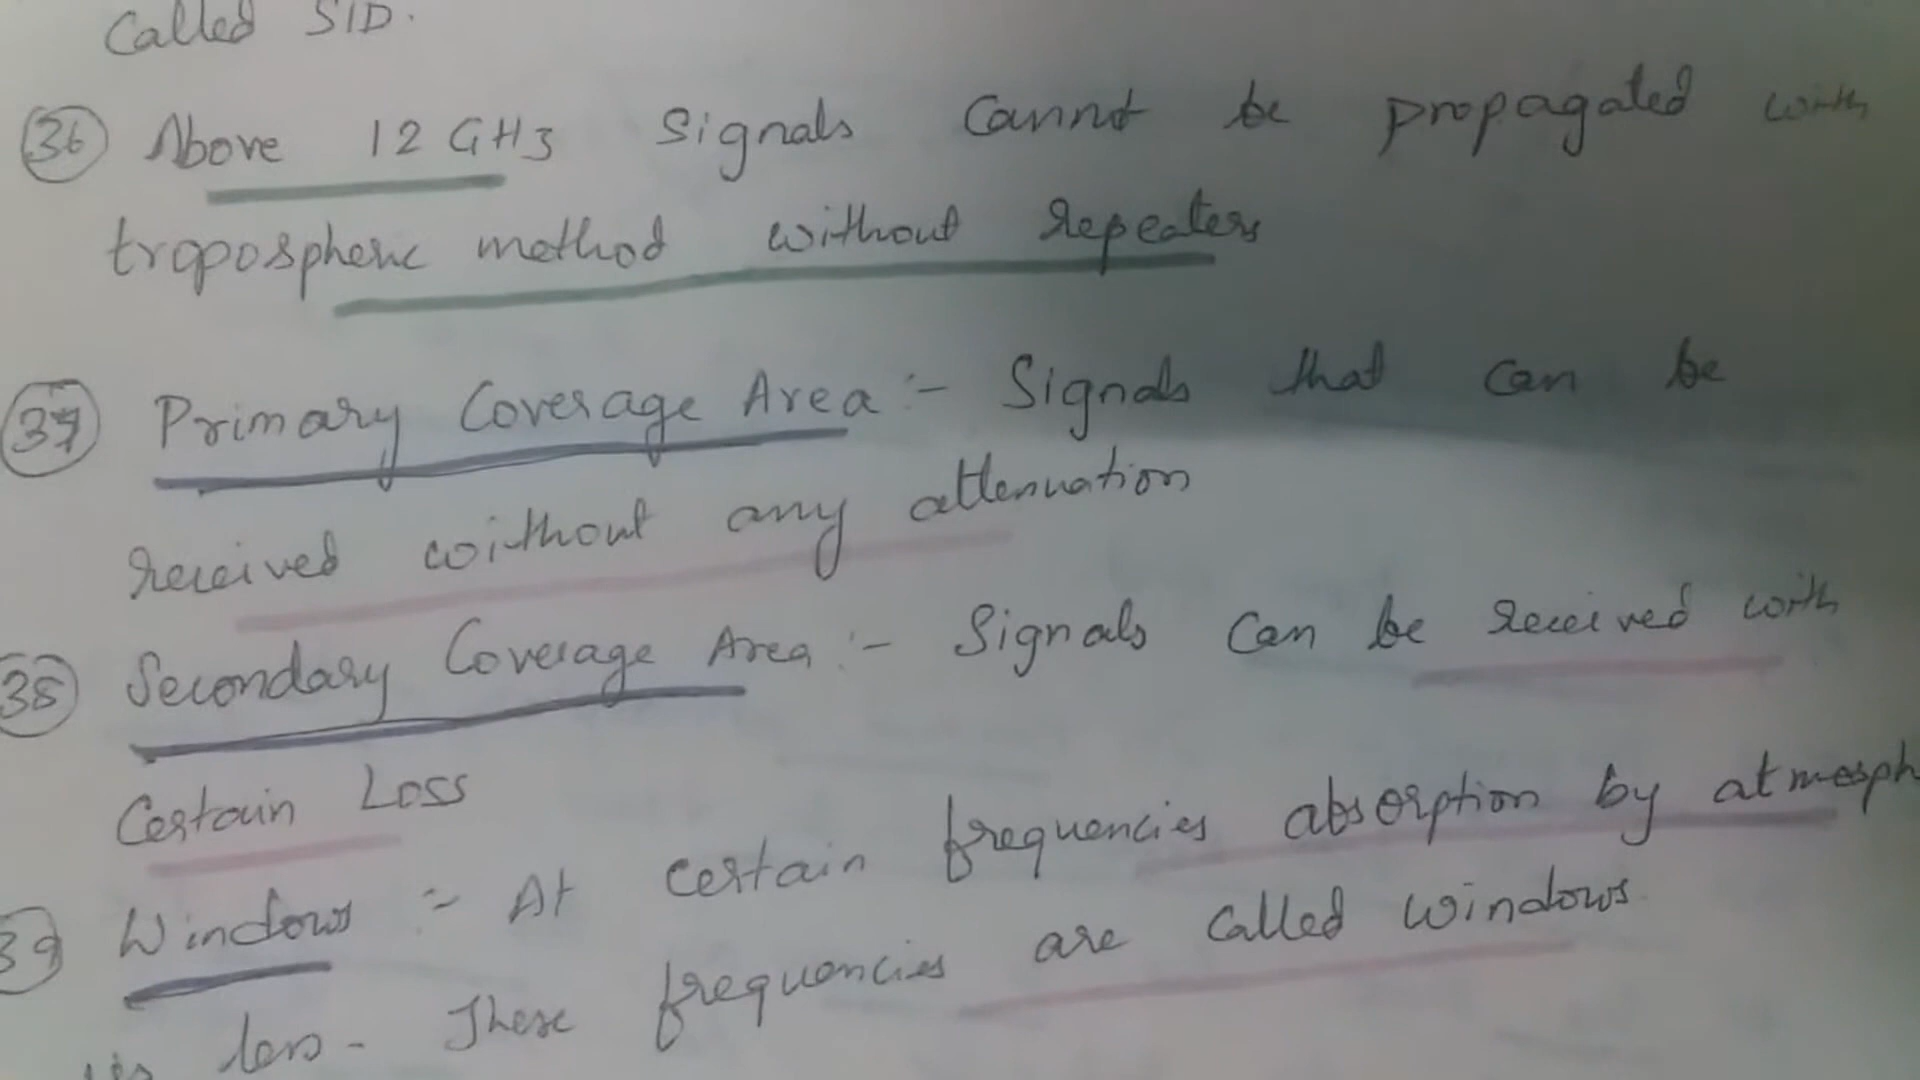 Called SID.
36 Above 12 GHz Signals Cannot be propagated with
tropospheric method without repeaters
37 Primary Coverage Area :- Signals that can be
received without any attenuation
38 Secondary Coverage Area :- Signals can be received with
Certain Loss
39 Windows :- At certain frequencies absorption by atmosph
is less. These frequencies are called windows.